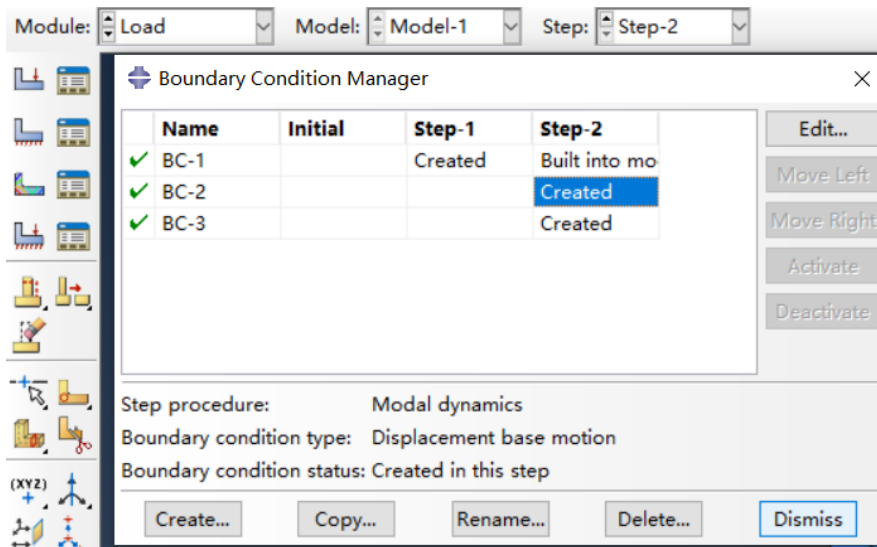 Module: Load Model: Model-1 Step: Step-2
Boundary Condition Manager
Name Initial Step-1 Step-2
BC-1 Created Built into mo
BC-2 Created
BC-3 Created
Edit...
Move Left
Move Right
Activate
Deactivate
Step procedure: Modal dynamics
Boundary condition type: Displacement base motion
Boundary condition status: Created in this step
Create... Copy... Rename... Delete... Dismiss
(XYZ)